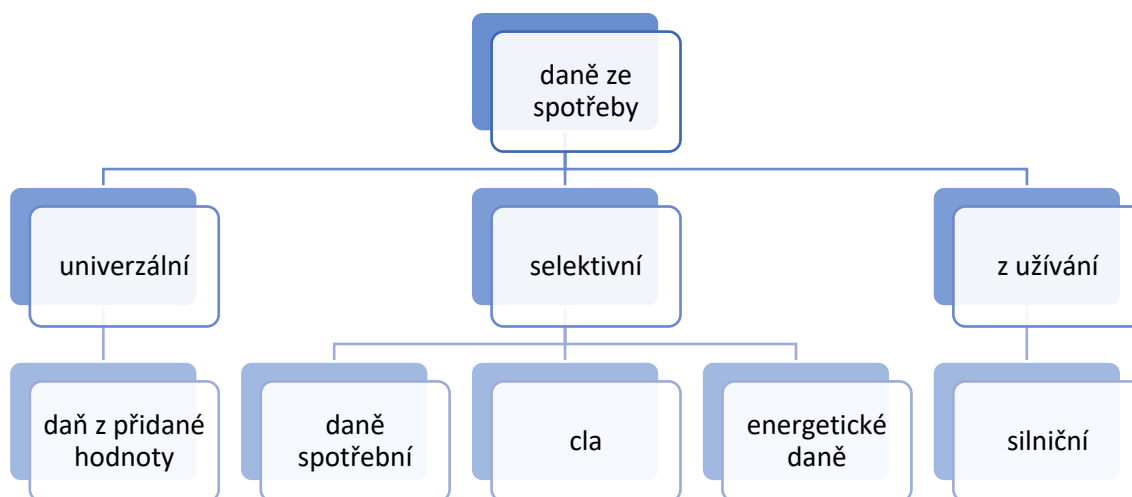 daně ze
spotřeby
univerzální
selektivní
z užívání
daň z přidané
hodnoty
daně
spotřební
cla
energetické
daně
silniční